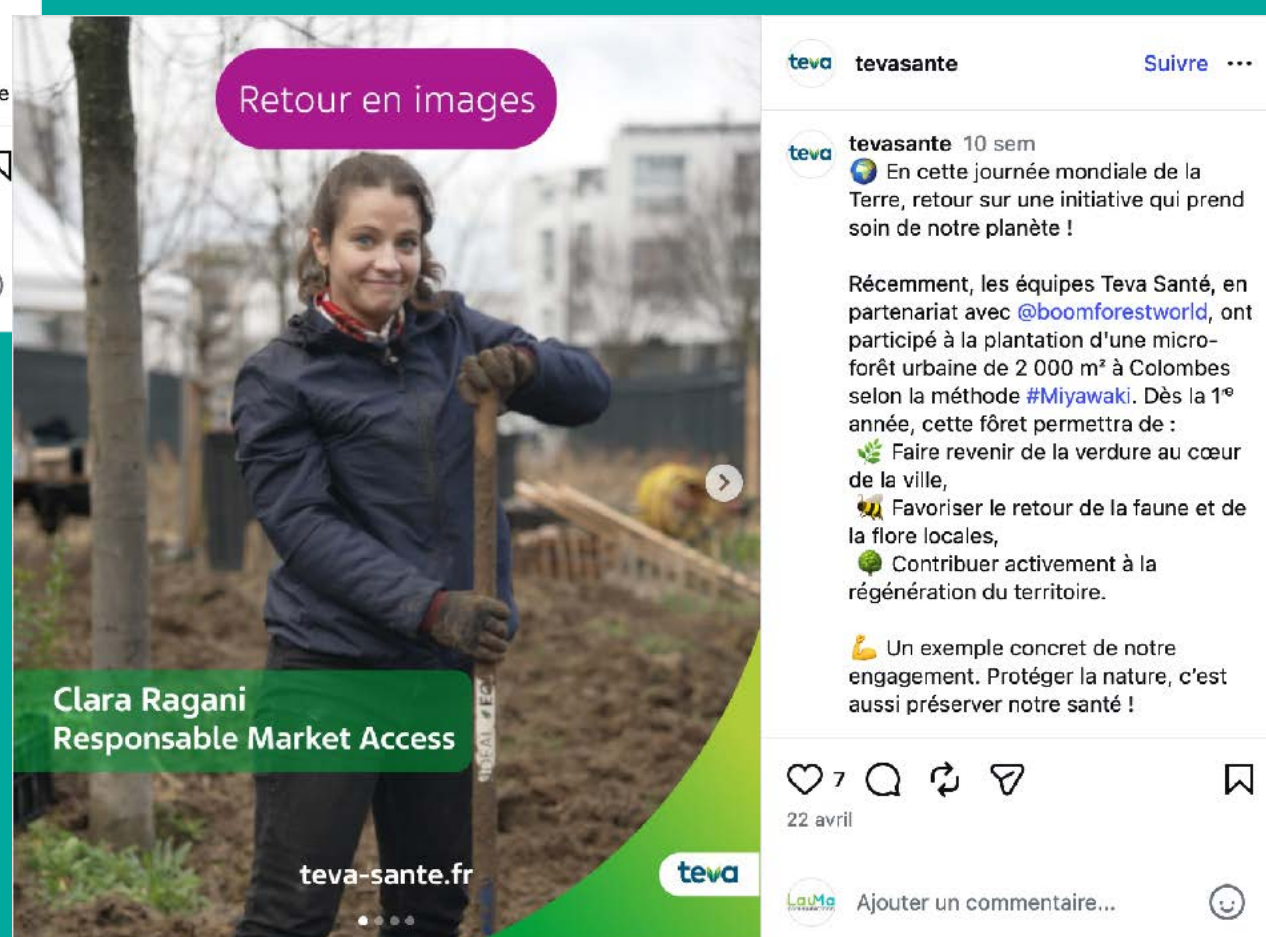 Retour en images
Clara Ragani
Responsable Market Access
IDEAL
teva-sante.fr
teva
e
teva
tevasante
Suivre
teva
tevasante 10 sem
🌍 En cette journée mondiale de la
Terre, retour sur une initiative qui prend
soin de notre planète !
Récemment, les équipes Teva Santé, en
partenariat avec @boomforestworld, ont
participé à la plantation d'une micro-
forêt urbaine de 2 000 m² à Colombes
selon la méthode #Miyawaki. Dès la 1ʳᵉ
année, cette fôret permettra de :
🌿 Faire revenir de la verdure au cœur
de la ville,
🐝 Favoriser le retour de la faune et de
la flore locales,
🌳 Contribuer activement à la
régénération du territoire.
💪 Un exemple concret de notre
engagement. Protéger la nature, c'est
aussi préserver notre santé !
7
22 avril
LauMa
Ajouter un commentaire...